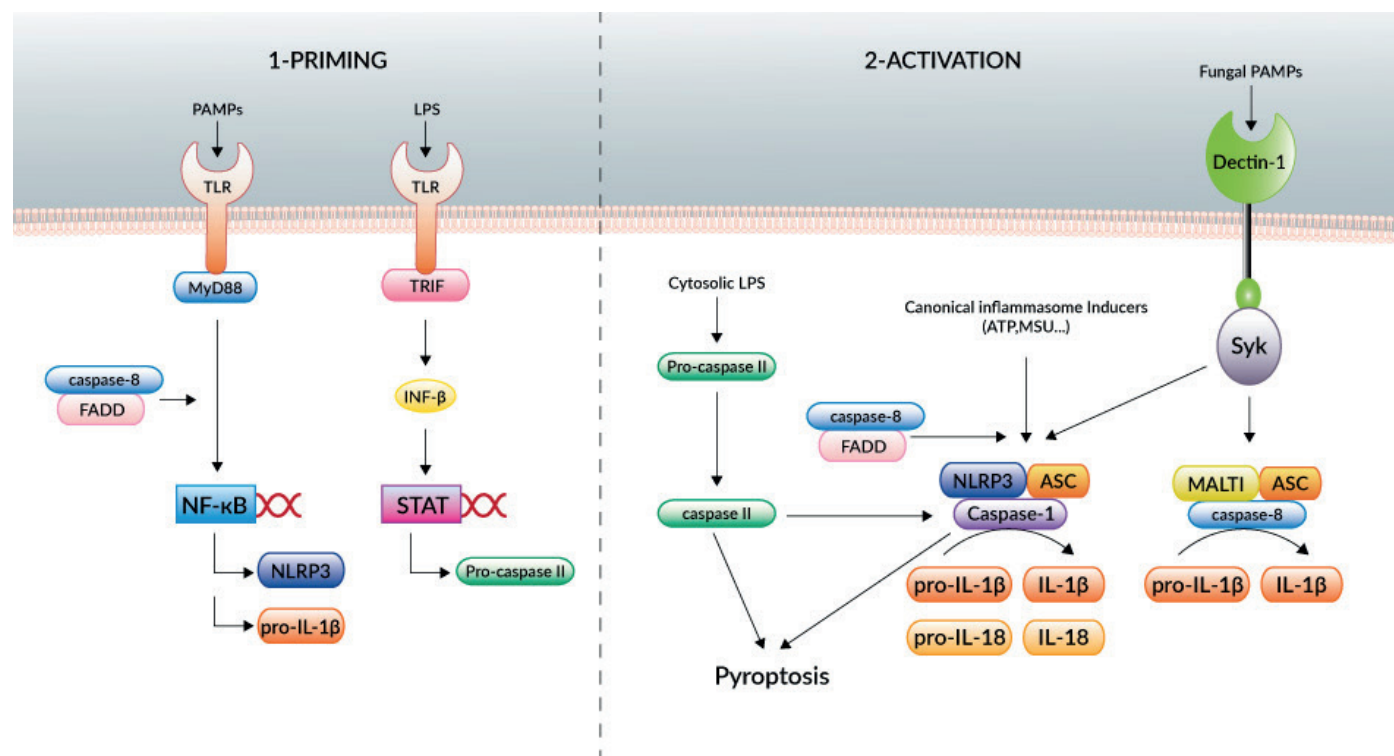 1-PRIMING
PAMPs
LPS
TLR
TLR
MyD88
TRIF
caspase-8
FADD
INF-β
NF-κB
STAT
NLRP3
Pro-caspase II
pro-IL-1β
2-ACTIVATION
Fungal PAMPs
Dectin-1
Cytosolic LPS
Canonical inflammasome Inducers
(ATP,MSU...)
Syk
Pro-caspase II
caspase-8
FADD
NLRP3
ASC
Caspase-1
MALTI
ASC
caspase-8
caspase II
pro-IL-1β
IL-1β
pro-IL-1β
IL-1β
pro-IL-18
IL-18
Pyroptosis